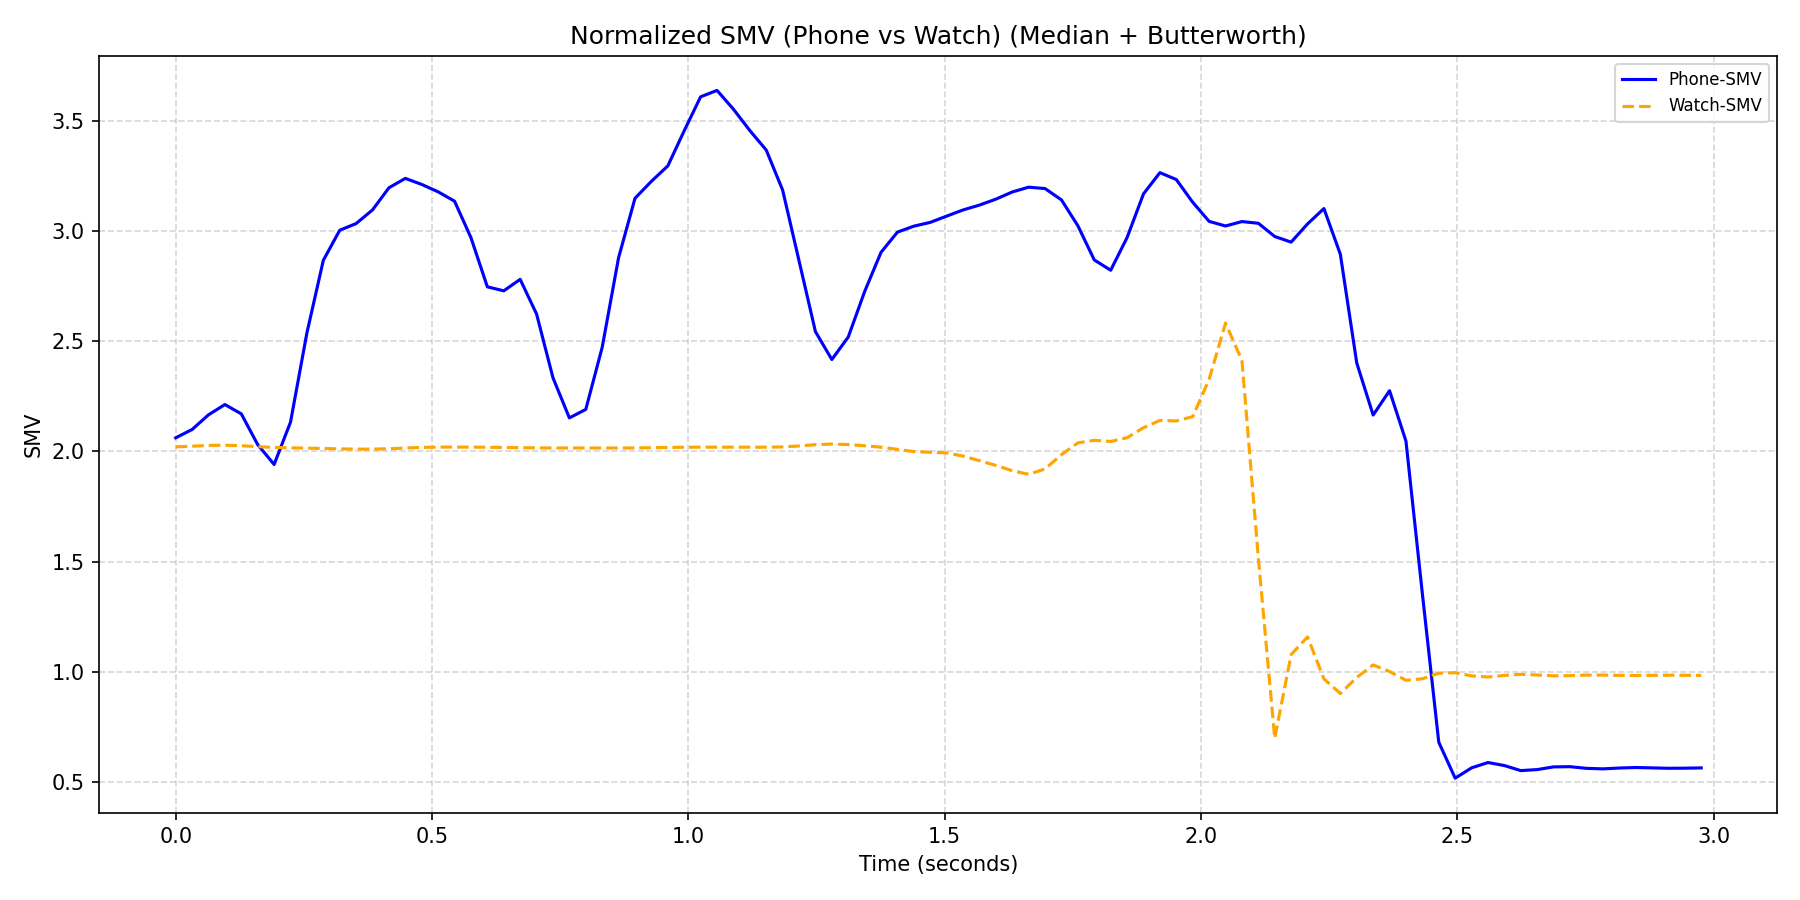 Normalized SMV (Phone vs Watch) (Median + Butterworth)
Phone-SMV
Watch-SMV
SMV
3.5
3.0
2.5
2.0
1.5
1.0
0.5
0.0 0.5 1.0 1.5 2.0 2.5 3.0
Time (seconds)